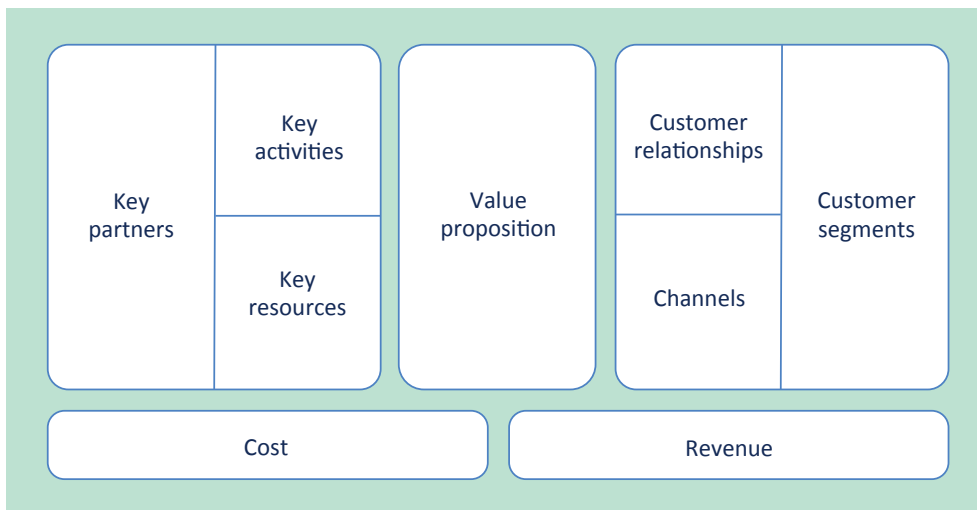 Key
partners
Key
activities
Key
resources
Value
proposition
Customer
relationships
Channels
Customer
segments
Cost
Revenue